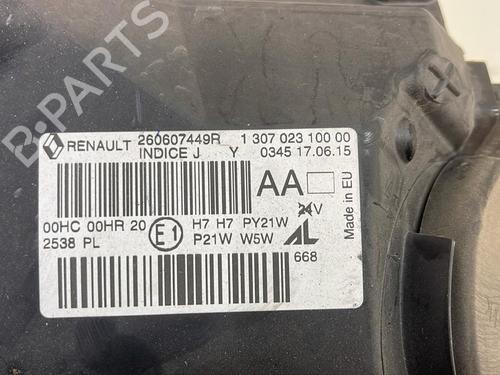 B-PARTS
RENAULT 260607449R 1 307 023 100 00
INDICE J Y 0345 17.06.15
AA
Made in EU
24V
00HC 00HR 20 E1 H7 H7 PY21W
2538 PL P21W W5W AL
668